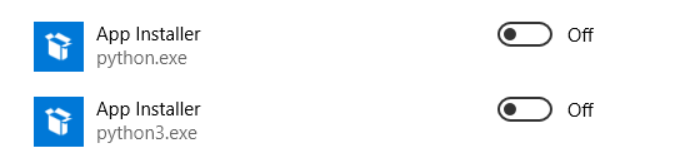 App Installer
Off
python.exe
App Installer
Off
python3.exe